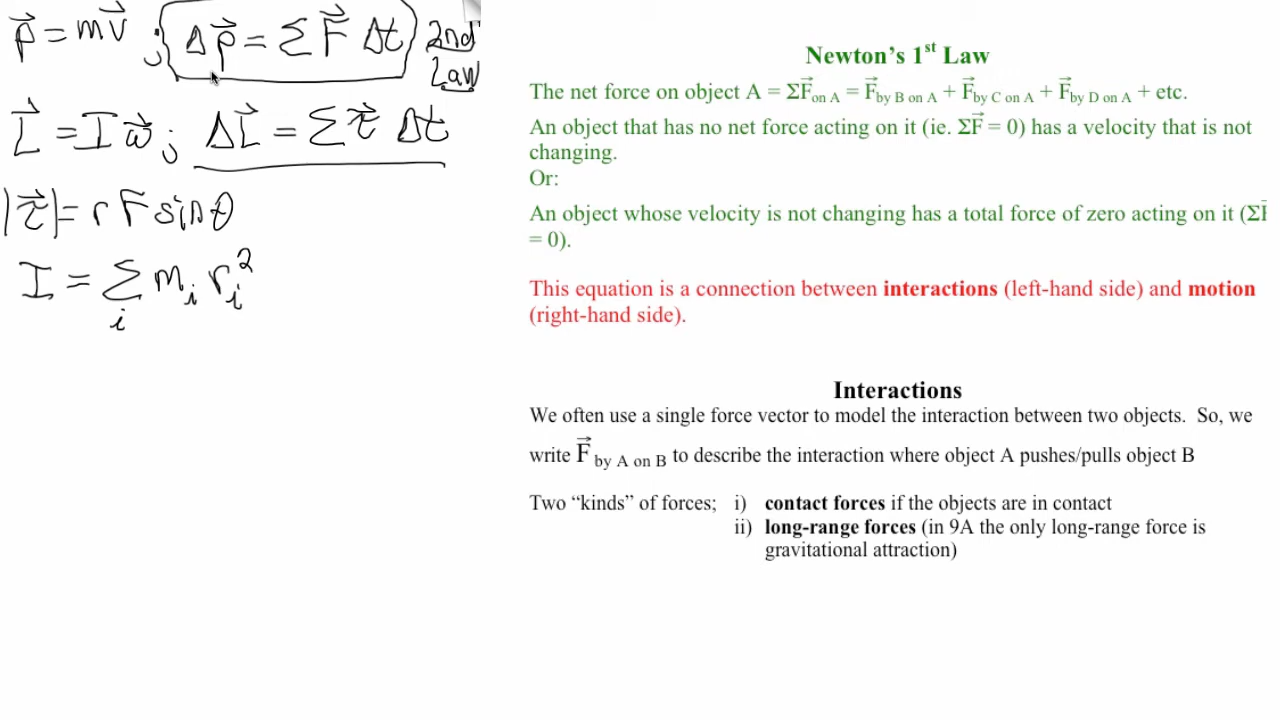 p⃗ = mv⃗ ; Δp⃗ = ΣF⃗ Δt 2nd
Law
L⃗ = Iω⃗ ; ΔL⃗ = Στ⃗ Δt
|τ⃗| = r F sin θ
I = Σᵢ mᵢ rᵢ²
Newton’s 1st Law
The net force on object A = ΣF⃗ on A = F⃗ by B on A + F⃗ by C on A + F⃗ by D on A + etc.
An object that has no net force acting on it (ie. ΣF⃗ = 0) has a velocity that is not
changing.
Or:
An object whose velocity is not changing has a total force of zero acting on it (ΣF⃗
= 0).
This equation is a connection between interactions (left-hand side) and motion
(right-hand side).
Interactions
We often use a single force vector to model the interaction between two objects. So, we
write F⃗ by A on B to describe the interaction where object A pushes/pulls object B
Two “kinds” of forces; i) contact forces if the objects are in contact
ii) long-range forces (in 9A the only long-range force is
gravitational attraction)